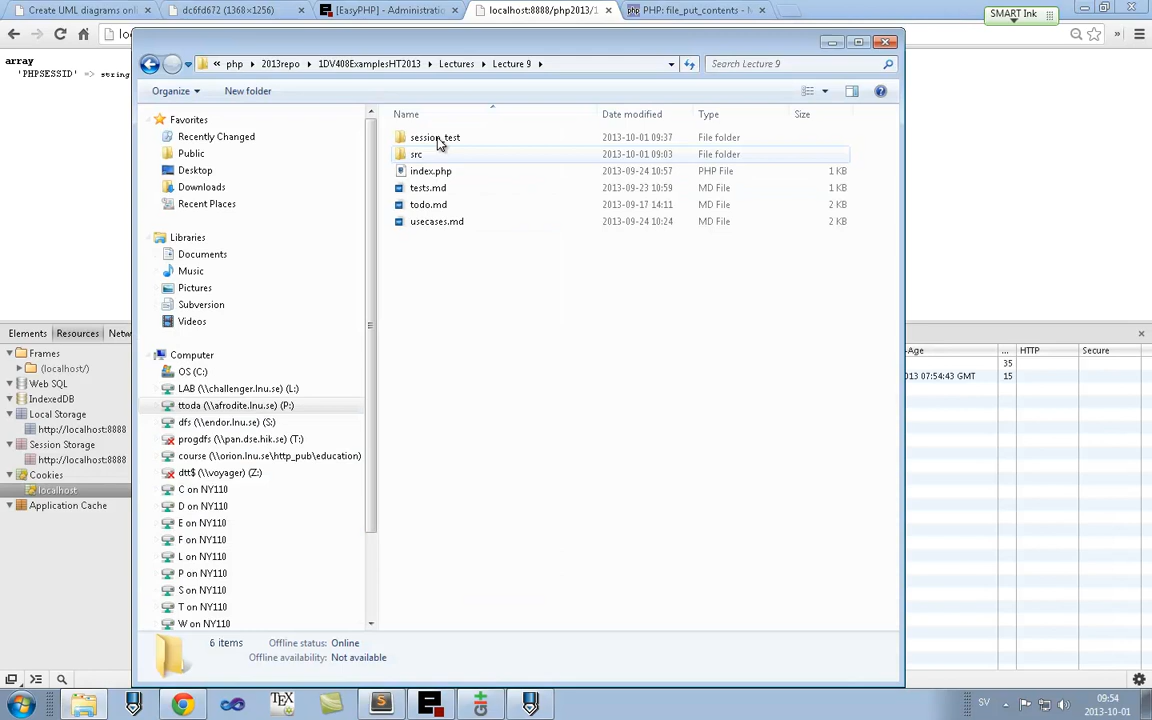 Create UML diagrams onlin
dc6fd672 (1368×1256)
[EasyPHP] - Administratio
localhost:8888/php2013/1
PHP: file_put_contents - M
SMART Ink
array
'PHPSESSID' => string
php
2013repo
1DV408ExamplesHT2013
Lectures
Lecture 9
Search Lecture 9
Organize
New folder
Name
Date modified
Type
Size
Favorites
Recently Changed
Public
Desktop
Downloads
Recent Places
Libraries
Documents
Music
Pictures
Subversion
Videos
Computer
OS (C:)
LAB (\\challenger.lnu.se) (L:)
ttoda (\\afrodite.lnu.se) (P:)
dfs (\\endor.lnu.se) (S:)
progdfs (\\pan.dse.hik.se) (T:)
course (\\orion.lnu.se\http_pub\education)
dtt$ (\\voyager) (Z:)
C on NY110
D on NY110
E on NY110
F on NY110
L on NY110
P on NY110
S on NY110
T on NY110
W on NY110
session_test 2013-10-01 09:37 File folder
src 2013-10-01 09:03 File folder
index.php 2013-09-24 10:57 PHP File 1 KB
tests.md 2013-09-23 10:59 MD File 1 KB
todo.md 2013-09-17 14:11 MD File 2 KB
usecases.md 2013-09-24 10:24 MD File 2 KB
6 items Offline status: Online
Offline availability: Not available
Elements Resources Netw
Frames
(localhost/)
Web SQL
IndexedDB
Local Storage
http://localhost:8888
Session Storage
http://localhost:8888
Cookies
localhost
Application Cache
-Age ... HTTP Secure
35
013 07:54:43 GMT 15
SV
09:54
2013-10-01